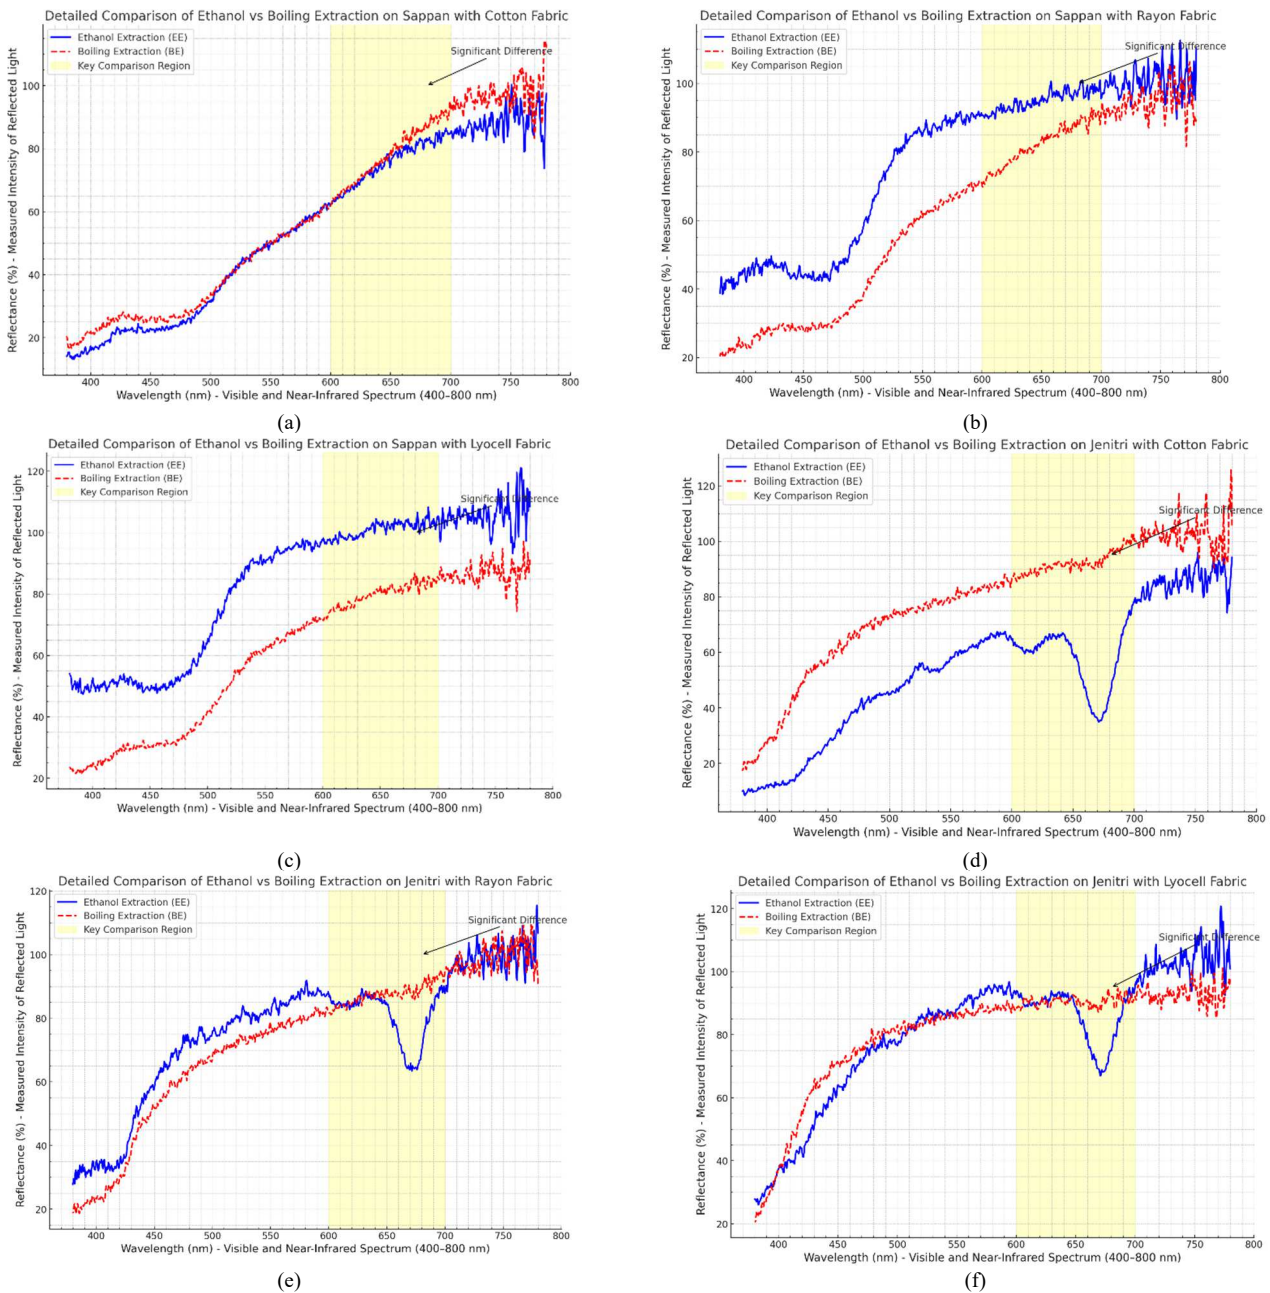 Detailed Comparison of Ethanol vs Boiling Extraction on Sappan with Cotton Fabric
Ethanol Extraction (EE)
Boiling Extraction (BE)
Key Comparison Region
Significant Difference
Reflectance (%) - Measured Intensity of Reflected Light
100
80
60
40
20
400 450 500 550 600 650 700 750 800
Wavelength (nm) - Visible and Near-Infrared Spectrum (400–800 nm)
(a)
Detailed Comparison of Ethanol vs Boiling Extraction on Sappan with Rayon Fabric
Ethanol Extraction (EE)
Boiling Extraction (BE)
Key Comparison Region
Significant Difference
Reflectance (%) - Measured Intensity of Reflected Light
100
80
60
40
20
400 450 500 550 600 650 700 750 800
Wavelength (nm) - Visible and Near-Infrared Spectrum (400–800 nm)
(b)
Detailed Comparison of Ethanol vs Boiling Extraction on Sappan with Lyocell Fabric
Ethanol Extraction (EE)
Boiling Extraction (BE)
Key Comparison Region
Significant Difference
Reflectance (%) - Measured Intensity of Reflected Light
120
100
80
60
40
20
400 450 500 550 600 650 700 750 800
Wavelength (nm) - Visible and Near-Infrared Spectrum (400–800 nm)
(c)
Detailed Comparison of Ethanol vs Boiling Extraction on Jenitri with Cotton Fabric
Ethanol Extraction (EE)
Boiling Extraction (BE)
Key Comparison Region
Significant Difference
Reflectance (%) - Measured Intensity of Reflected Light
120
100
80
60
40
20
400 450 500 550 600 650 700 750 800
Wavelength (nm) - Visible and Near-Infrared Spectrum (400–800 nm)
(d)
Detailed Comparison of Ethanol vs Boiling Extraction on Jenitri with Rayon Fabric
Ethanol Extraction (EE)
Boiling Extraction (BE)
Key Comparison Region
Significant Difference
Reflectance (%) - Measured Intensity of Reflected Light
120
100
80
60
40
20
400 450 500 550 600 650 700 750 800
Wavelength (nm) - Visible and Near-Infrared Spectrum (400–800 nm)
(e)
Detailed Comparison of Ethanol vs Boiling Extraction on Jenitri with Lyocell Fabric
Ethanol Extraction (EE)
Boiling Extraction (BE)
Key Comparison Region
Significant Difference
Reflectance (%) - Measured Intensity of Reflected Light
120
100
80
60
40
20
400 450 500 550 600 650 700 750 800
Wavelength (nm) - Visible and Near-Infrared Spectrum (400–800 nm)
(f)